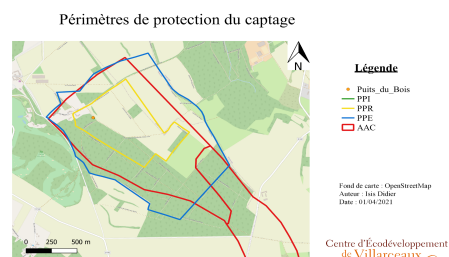 Périmètres de protection du captage
N
Légende
Puits_du_Bois
PPI
PPR
PPE
AAC
Fond de carte : OpenStreetMap
Auteur : Isis Didier
Date : 01/04/2021
0 250 500 m
Centre d'Écodéveloppement
de Villarceaux